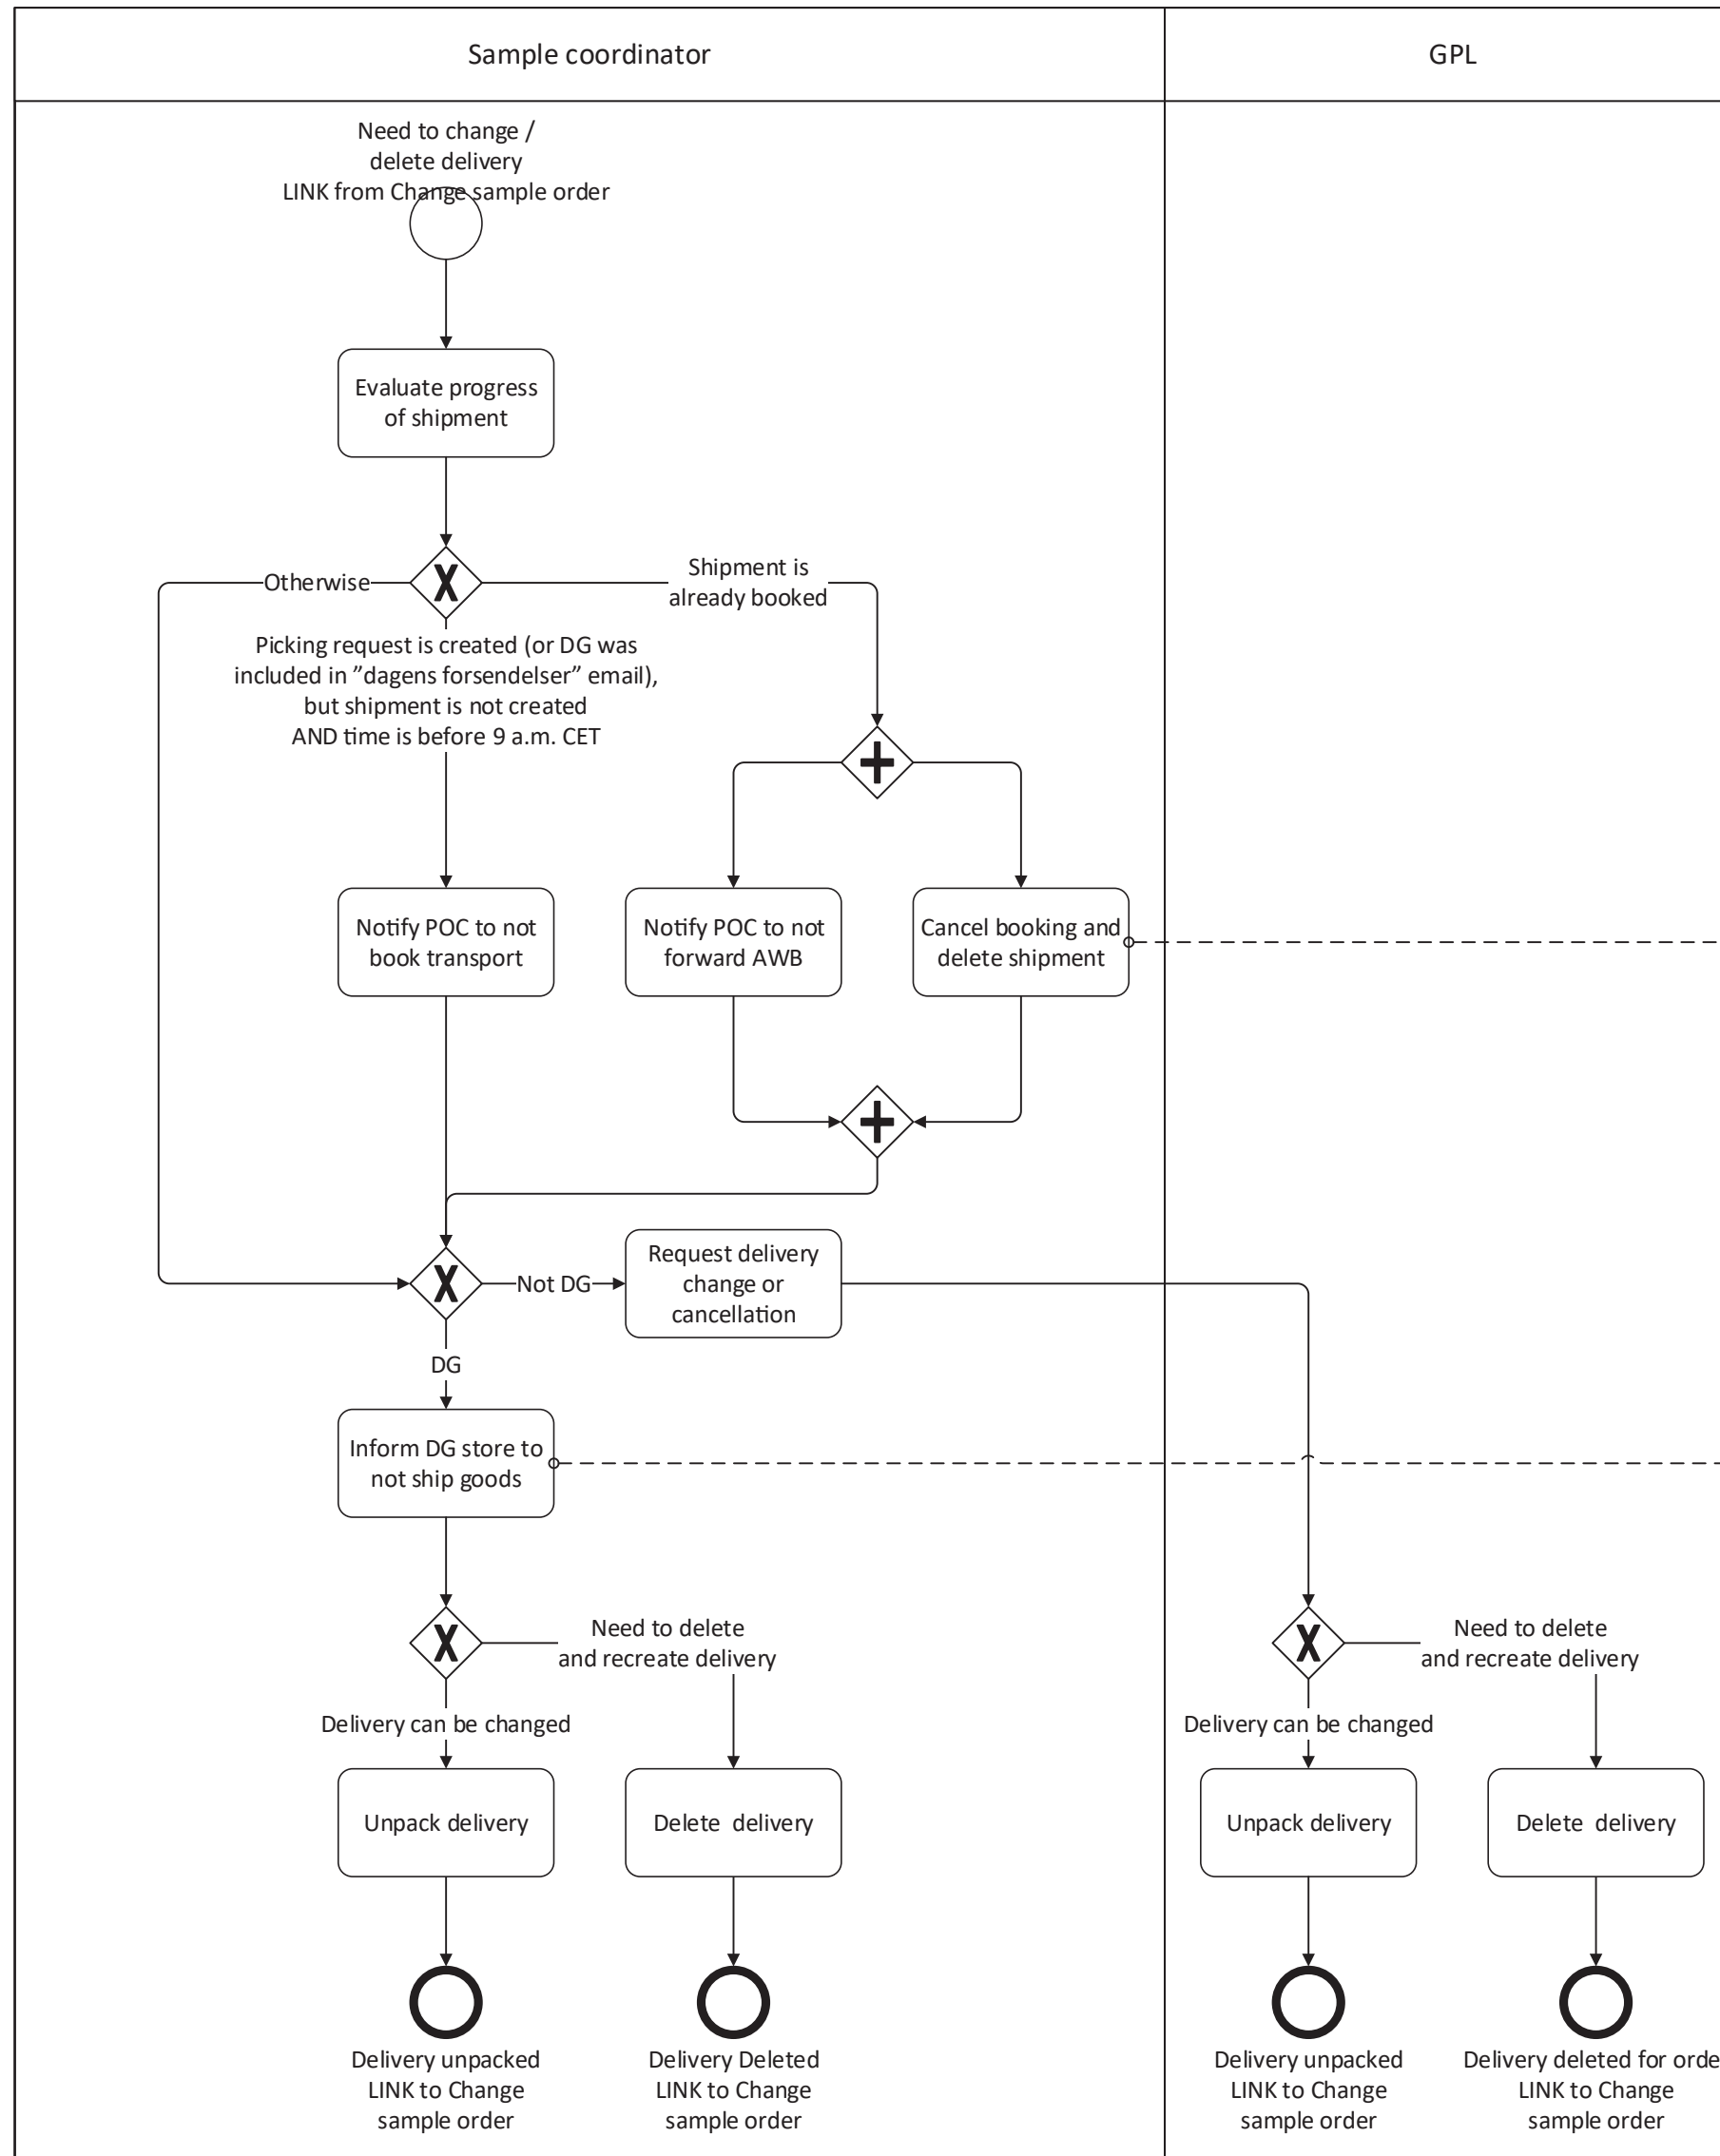 Sample coordinator
GPL
Need to change /
delete delivery
LINK from Change sample order
Evaluate progress
of shipment
Otherwise
Shipment is
already booked
Picking request is created (or DG was
included in ”dagens forsendelser” email),
but shipment is not created
AND time is before 9 a.m. CET
Notify POC to not
book transport
Notify POC to not
forward AWB
Cancel booking and
delete shipment
Not DG
Request delivery
change or
cancellation
DG
Inform DG store to
not ship goods
Need to delete
and recreate delivery
Need to delete
and recreate delivery
Delivery can be changed
Delivery can be changed
Unpack delivery
Delete  delivery
Unpack delivery
Delete  delivery
Delivery unpacked
LINK to Change
sample order
Delivery Deleted
LINK to Change
sample order
Delivery unpacked
LINK to Change
sample order
Delivery deleted for orde
LINK to Change
sample order